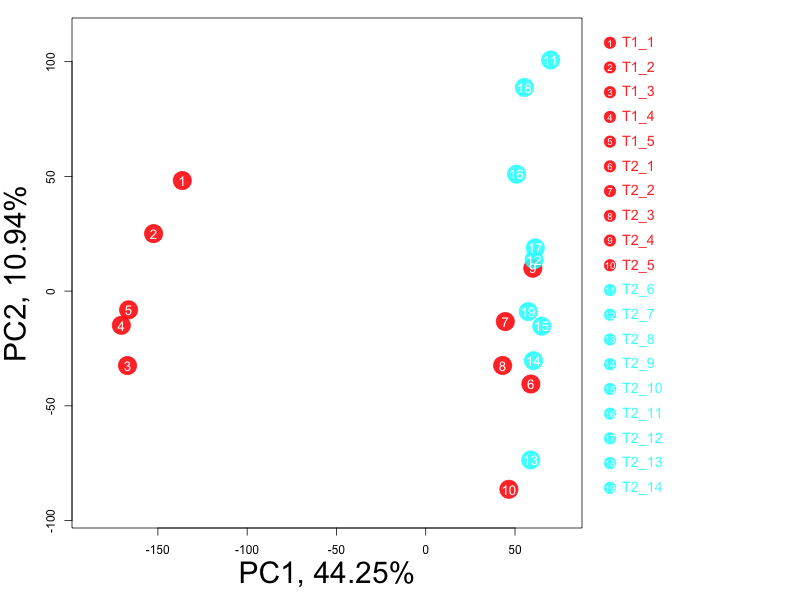 100
50
0
-50
-100
PC2, 10.94%
-150
-100
-50
0
50
PC1, 44.25%
11
18
16
1
2
17
12
9
5
4
3
19
15
7
14
8
6
13
10
1 T1_1
2 T1_2
3 T1_3
4 T1_4
5 T1_5
6 T2_1
7 T2_2
8 T2_3
9 T2_4
10 T2_5
11 T2_6
12 T2_7
13 T2_8
14 T2_9
15 T2_10
16 T2_11
17 T2_12
18 T2_13
19 T2_14